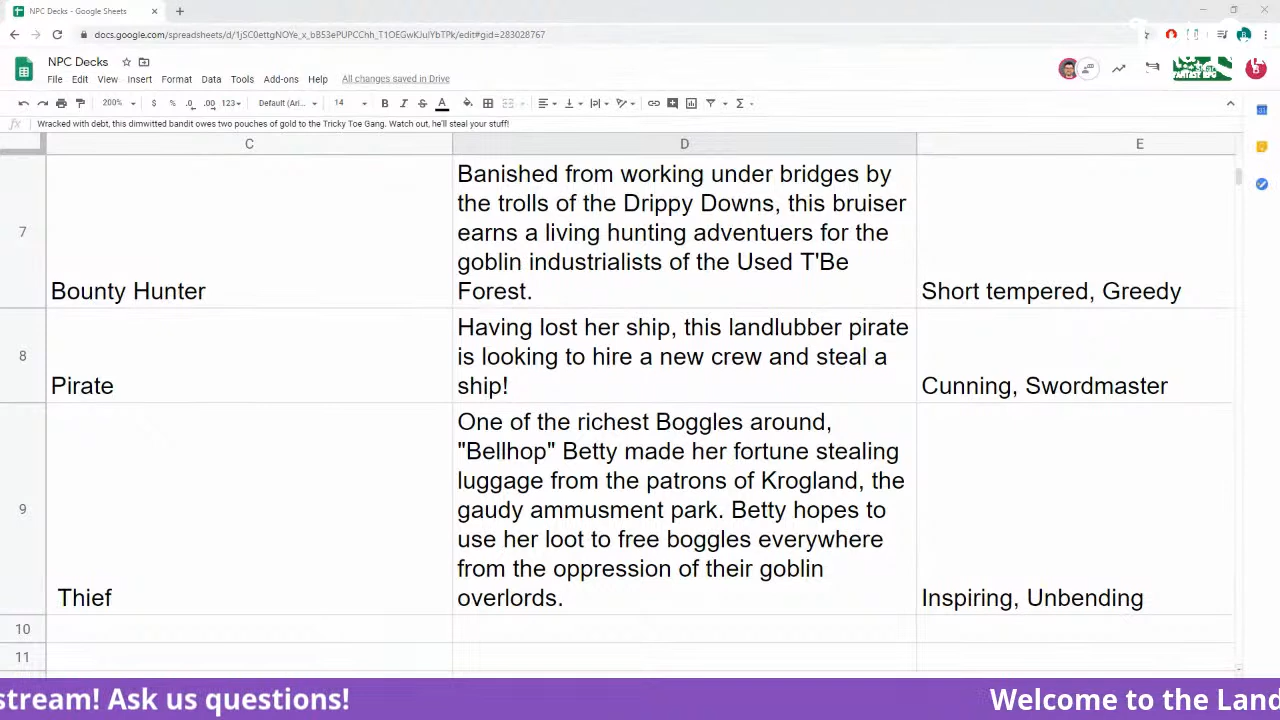 NPC Decks - Google Sheets
docs.google.com/spreadsheets/d/1jSC0ettgNOYe_x_bB53ePUPCChh_T1OEGwKJsIYbTPk/edit#gid=283028767
NPC Decks
File Edit View Insert Format Data Tools Add-ons Help All changes saved in Drive
200% $ % .0 .00 123 Default (Ari... 14 B I S A
fx Wracked with debt, this dimwitted bandit owes two pouches of gold to the Tricky Toe Gang. Watch out, he'll steal your stuff!
C D E
7
Bounty Hunter
Banished from working under bridges by
the trolls of the Drippy Downs, this bruiser
earns a living hunting adventuers for the
goblin industrialists of the Used T'Be
Forest.
Short tempered, Greedy
8
Pirate
Having lost her ship, this landlubber pirate
is looking to hire a new crew and steal a
ship!
Cunning, Swordmaster
9
Thief
One of the richest Boggles around,
"Bellhop" Betty made her fortune stealing
luggage from the patrons of Krogland, the
gaudy ammusment park. Betty hopes to
use her loot to free boggles everywhere
from the oppression of their goblin
overlords.
Inspiring, Unbending
10
11
stream! Ask us questions! Welcome to the Land